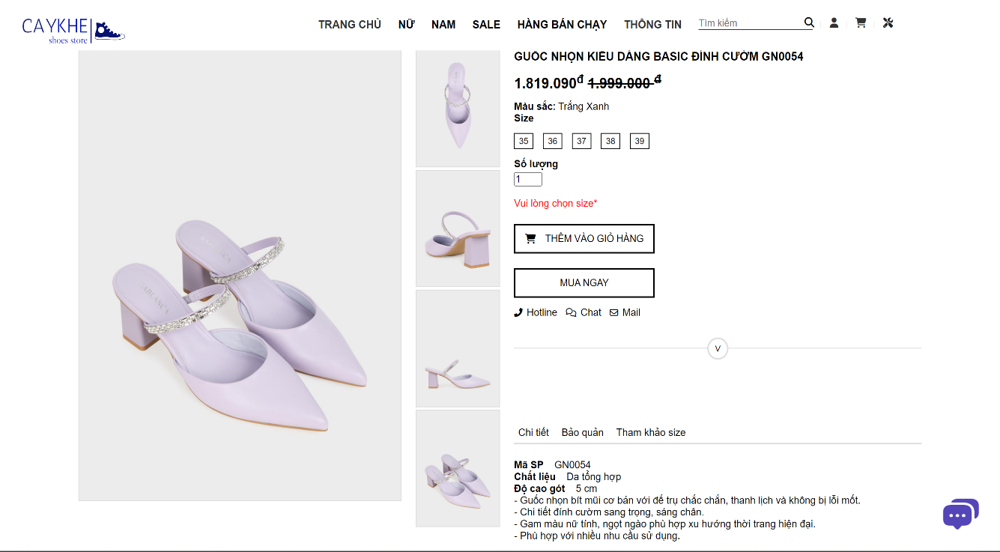 CAYKHE
shoes store
TRANG CHỦ NỮ NAM SALE HÀNG BÁN CHẠY THÔNG TIN Tìm kiếm
GUỐC NHỌN KIỂU DÁNG BASIC ĐÍNH CƯỜM GN0054
1.819.090đ 1.999.000 đ
Màu sắc: Trắng Xanh
Size
35 36 37 38 39
Số lượng
1
Vui lòng chọn size*
THÊM VÀO GIỎ HÀNG
MUA NGAY
Hotline Chat Mail
V
Chi tiết Bảo quản Tham khảo size
Mã SP GN0054
Chất liệu Da tổng hợp
Độ cao gót 5 cm
- Guốc nhọn bít mũi cơ bản với đế trụ chắc chắn, thanh lịch và không bị lỗi mốt.
- Chi tiết đính cườm sang trọng, sáng chân.
- Gam màu nữ tính, ngọt ngào phù hợp xu hướng thời trang hiện đại.
- Phù hợp với nhiều nhu cầu sử dụng.
SABLANCA